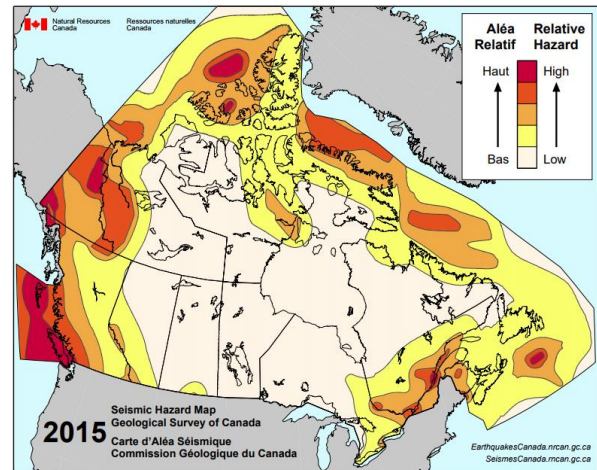 Natural Resources
Canada
Ressources naturelles
Canada
Aléa
Relatif
Relative
Hazard
Haut
High
Bas
Low
2015
Seismic Hazard Map
Geological Survey of Canada
Carte d'Aléa Séismique
Commission Géologique du Canada
EarthquakesCanada.nrcan.gc.ca
SeismesCanada.rncan.gc.ca